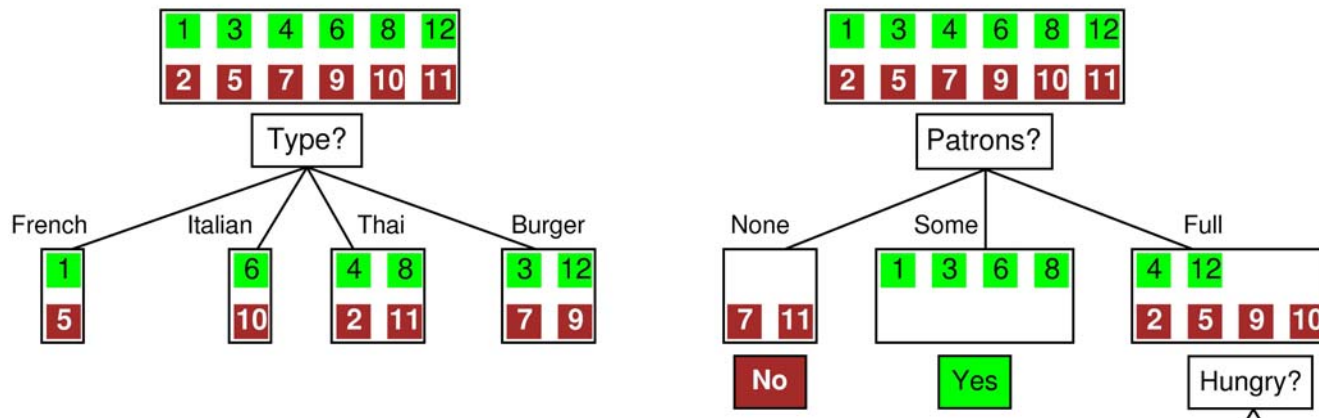 1 3 4 6 8 12
2 5 7 9 10 11
Type?
French Italian Thai Burger
1 6 4 8 3 12
5 10 2 11 7 9
1 3 4 6 8 12
2 5 7 9 10 11
Patrons?
None Some Full
1 3 6 8 4 12
7 11 2 5 9 10
No Yes Hungry?